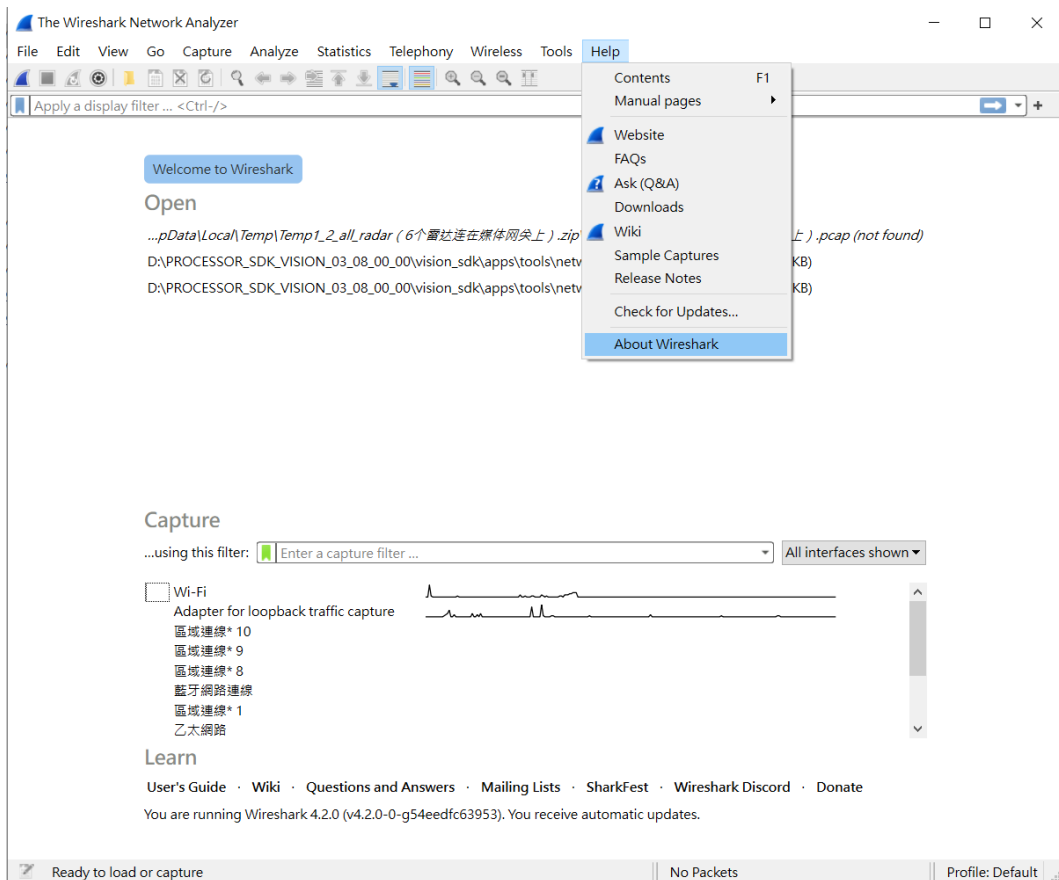 The Wireshark Network Analyzer
File Edit View Go Capture Analyze Statistics Telephony Wireless Tools Help
Contents F1
Manual pages
Website
FAQs
Ask (Q&A)
Downloads
Wiki
Sample Captures
Release Notes
Check for Updates...
About Wireshark
Apply a display filter ... <Ctrl-/>
Welcome to Wireshark
Open
...pData\Local\Temp\Temp1_2_all_radar（6个雷达连在媒体网关上）.zip 上）.pcap (not found)
D:\PROCESSOR_SDK_VISION_03_08_00_00\vision_sdk\apps\tools\netw KB)
D:\PROCESSOR_SDK_VISION_03_08_00_00\vision_sdk\apps\tools\netw KB)
Capture
...using this filter: Enter a capture filter ... All interfaces shown
Wi-Fi
Adapter for loopback traffic capture
區域連線* 10
區域連線* 9
區域連線* 8
藍牙網路連線
區域連線* 1
乙太網路
Learn
User's Guide · Wiki · Questions and Answers · Mailing Lists · SharkFest · Wireshark Discord · Donate
You are running Wireshark 4.2.0 (v4.2.0-0-g54eedfc63953). You receive automatic updates.
Ready to load or capture No Packets Profile: Default